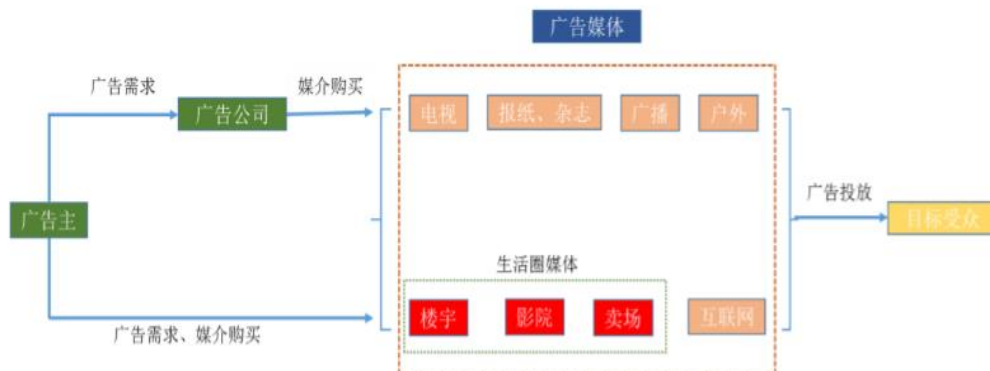 广告媒体
广告需求
媒介购买
广告公司
电视
报纸、杂志
广播
户外
广告主
广告投放
目标受众
生活圈媒体
楼宇
影院
卖场
互联网
广告需求、媒介购买